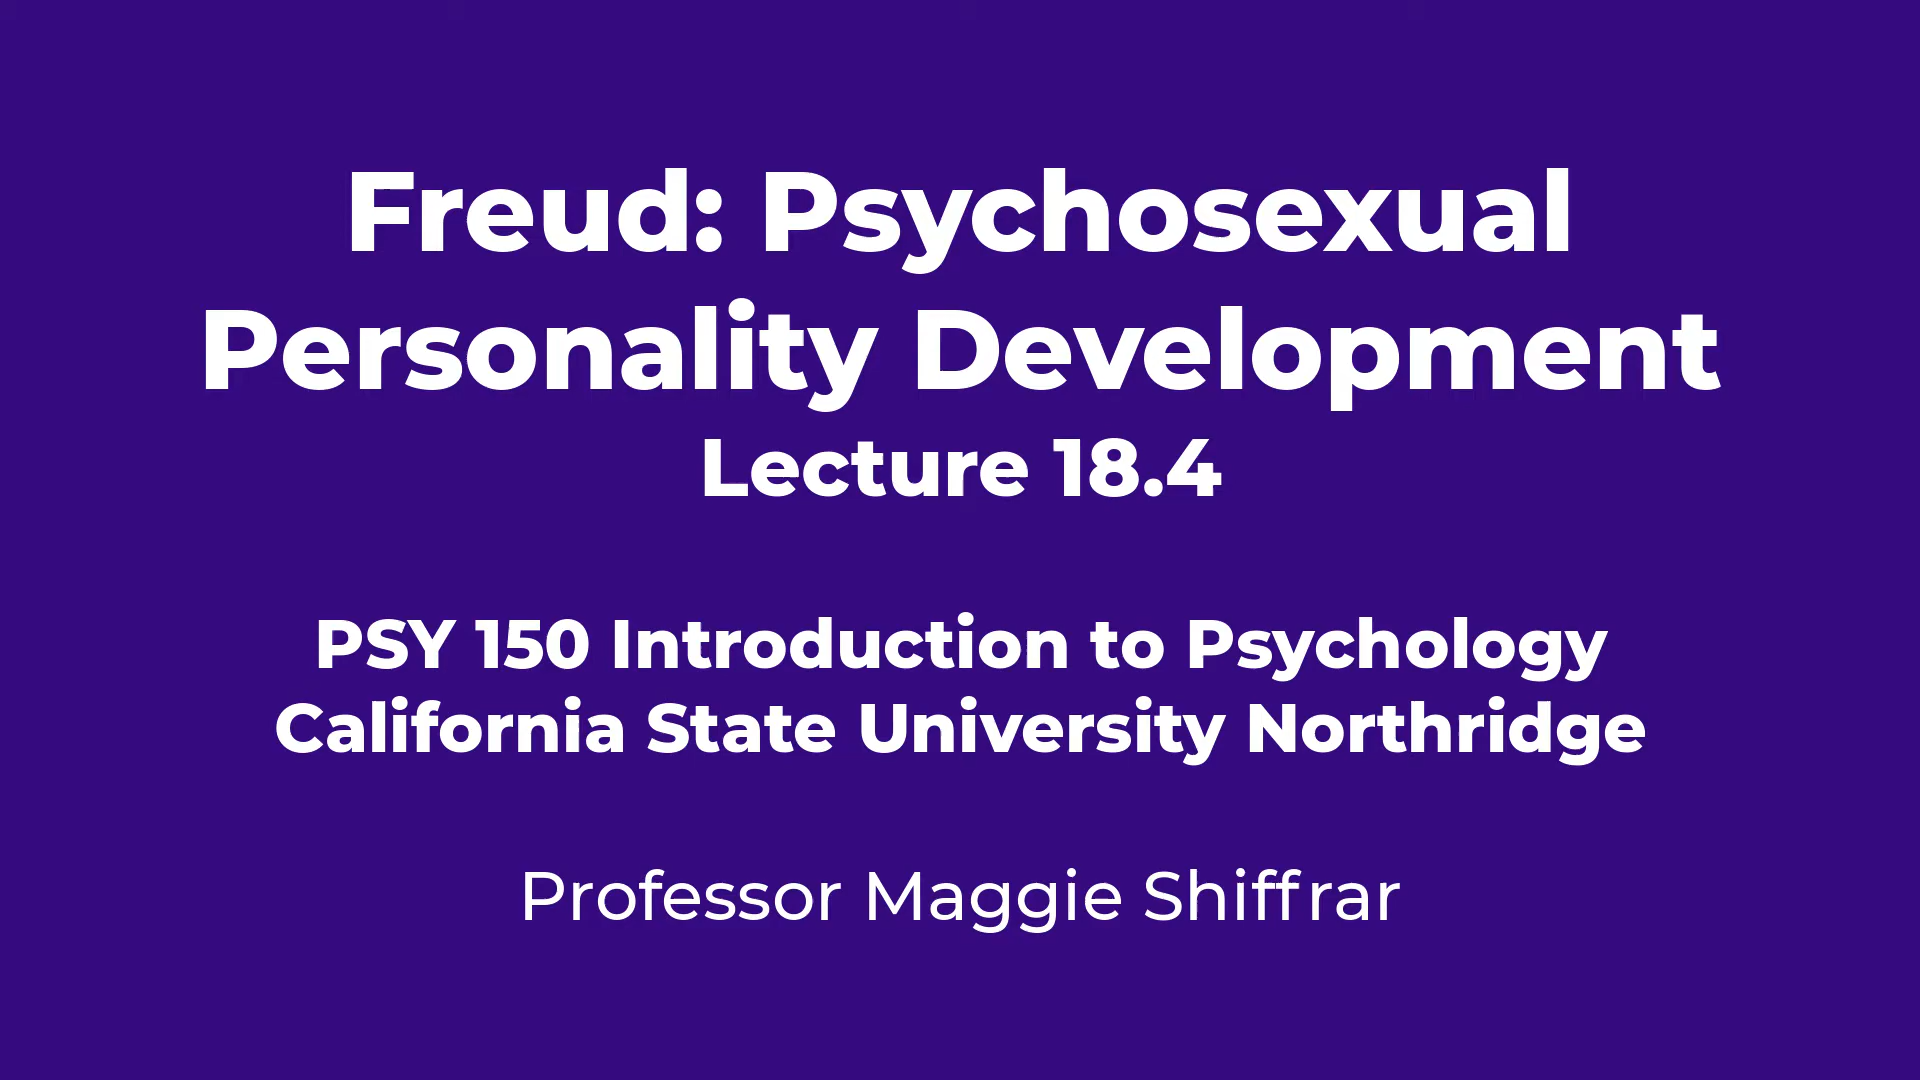 Freud: Psychosexual
Personality Development
Lecture 18.4
PSY 150 Introduction to Psychology
California State University Northridge
Professor Maggie Shiffrar